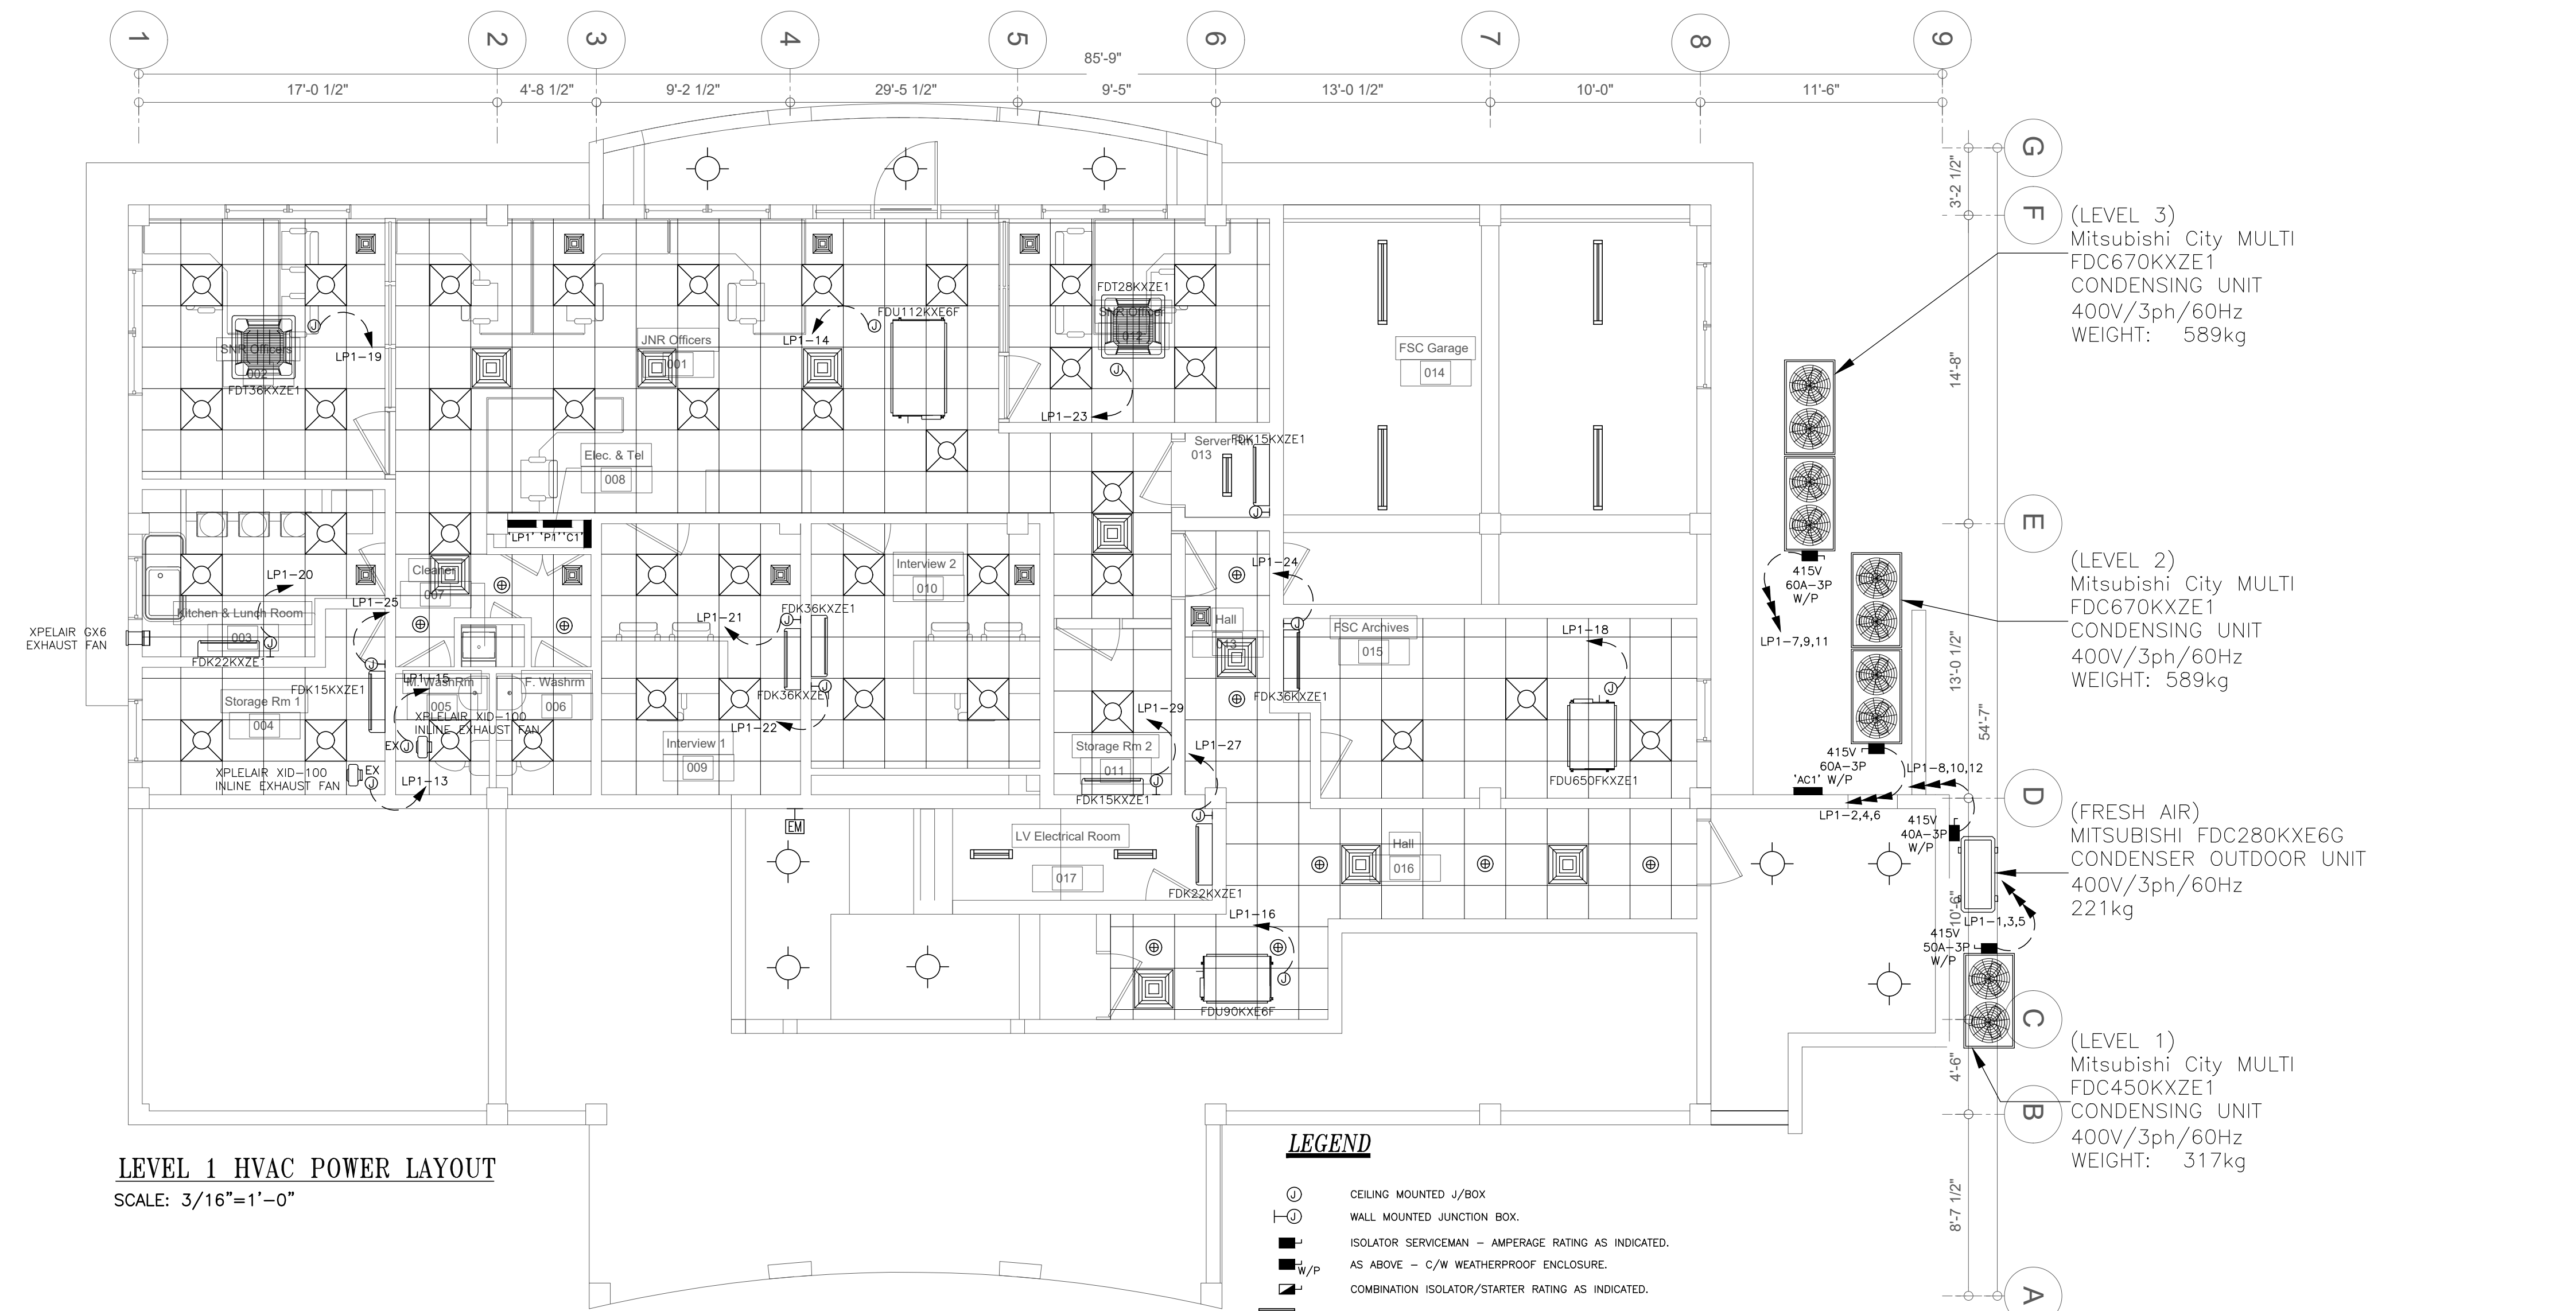 1
2
3
4
5
6
7
8
9
85'-9"
17'-0 1/2"
4'-8 1/2"
9'-2 1/2"
29'-5 1/2"
9'-5"
13'-0 1/2"
10'-0"
11'-6"
G
3'-2 1/2"
F
14'-8"
E
13'-0 1/2"
54'-7"
D
10'-6"
C
4'-6"
B
8'-7 1/2"
A
(LEVEL 3)
Mitsubishi City MULTI
FDC670KXZE1
CONDENSING UNIT
400V/3ph/60Hz
WEIGHT: 589kg
(LEVEL 2)
Mitsubishi City MULTI
FDC670KXZE1
CONDENSING UNIT
400V/3ph/60Hz
WEIGHT: 589kg
(FRESH AIR)
MITSUBISHI FDC280KXE6G
CONDENSER OUTDOOR UNIT
400V/3ph/60Hz
221kg
(LEVEL 1)
Mitsubishi City MULTI
FDC450KXZE1
CONDENSING UNIT
400V/3ph/60Hz
WEIGHT: 317kg
SNR Officers
002
FDT36KXZE1
J
LP1-19
JNR Officers
001
LP1-14
J
FDU112KXE6F
FDT28KXZE1
SNR Officer
012
J
LP1-23
Elec. & Tel
008
'LP1' 'P1' 'C1'
Server Rm
013
FDK15KXZE1
J
FSC Garage
014
Kitchen & Lunch Room
003
LP1-20
J
FDK22KXZE1
XPELAIR GX6
EXHAUST FAN
Cleaner
007
LP1-25
J
FDK15KXZE1
Storage Rm 1
004
M. WashRm
005
LP1-15
F. Washrm
006
XPLELAIR XID-100
INLINE EXHAUST FAN
EX
J
XPLELAIR XID-100
INLINE EXHAUST FAN
EX
J
LP1-13
LP1-21
J
FDK36KXZE1
FDK36KXZE1
J
LP1-22
Interview 1
009
Interview 2
010
Storage Rm 2
011
LP1-29
J
FDK15KXZE1
LP1-27
J
Hall
013
LP1-24
J
FDK36KXZE1
FSC Archives
015
LP1-18
J
FDU650FKXZE1
EM
LV Electrical Room
017
FDK22KXZE1
Hall
016
LP1-16
J
FDU90KXE6F
415V
60A-3P
W/P
LP1-7,9,11
415V
60A-3P
W/P
'AC1'
LP1-2,4,6
LP1-8,10,12
415V
40A-3P
W/P
LP1-1,3,5
415V
50A-3P
W/P
LEVEL 1 HVAC POWER LAYOUT
SCALE: 3/16"=1'-0"
LEGEND
J CEILING MOUNTED J/BOX
J WALL MOUNTED JUNCTION BOX.
ISOLATOR SERVICEMAN - AMPERAGE RATING AS INDICATED.
W/P AS ABOVE - C/W WEATHERPROOF ENCLOSURE.
COMBINATION ISOLATOR/STARTER RATING AS INDICATED.